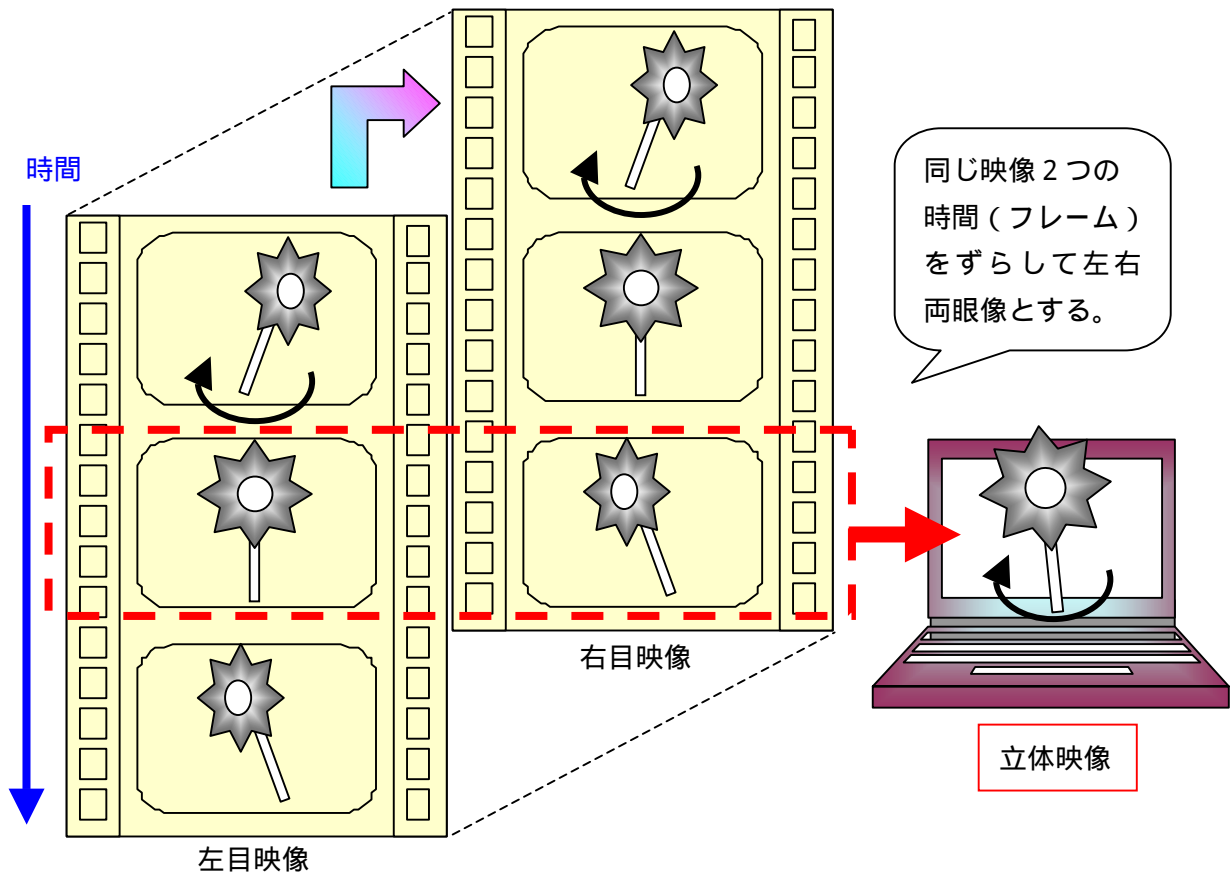 時間
同じ映像２つの
時間（フレーム）
をずらして左右
両眼像とする。
右目映像
立体映像
左目映像